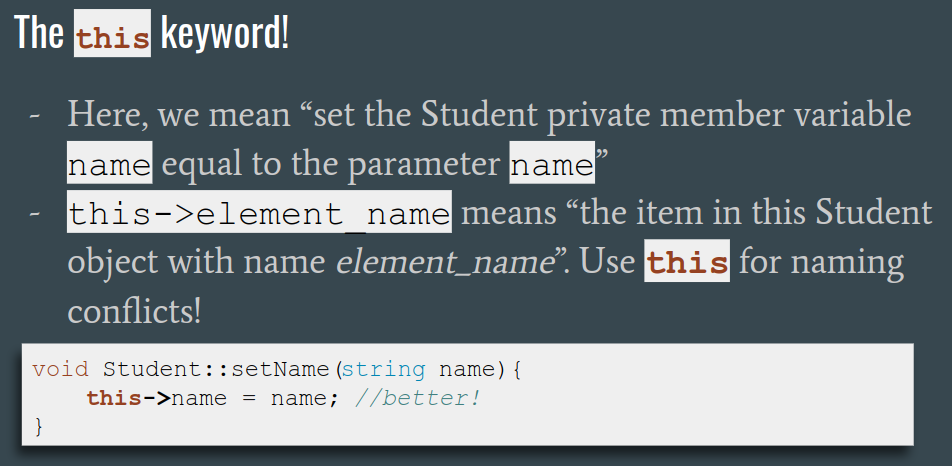 The this keyword!
- Here, we mean “set the Student private member variable
name equal to the parameter name”
- this->element_name means “the item in this Student
object with name element_name”. Use this for naming
conflicts!
void Student::setName(string name){
    this->name = name; //better!
}